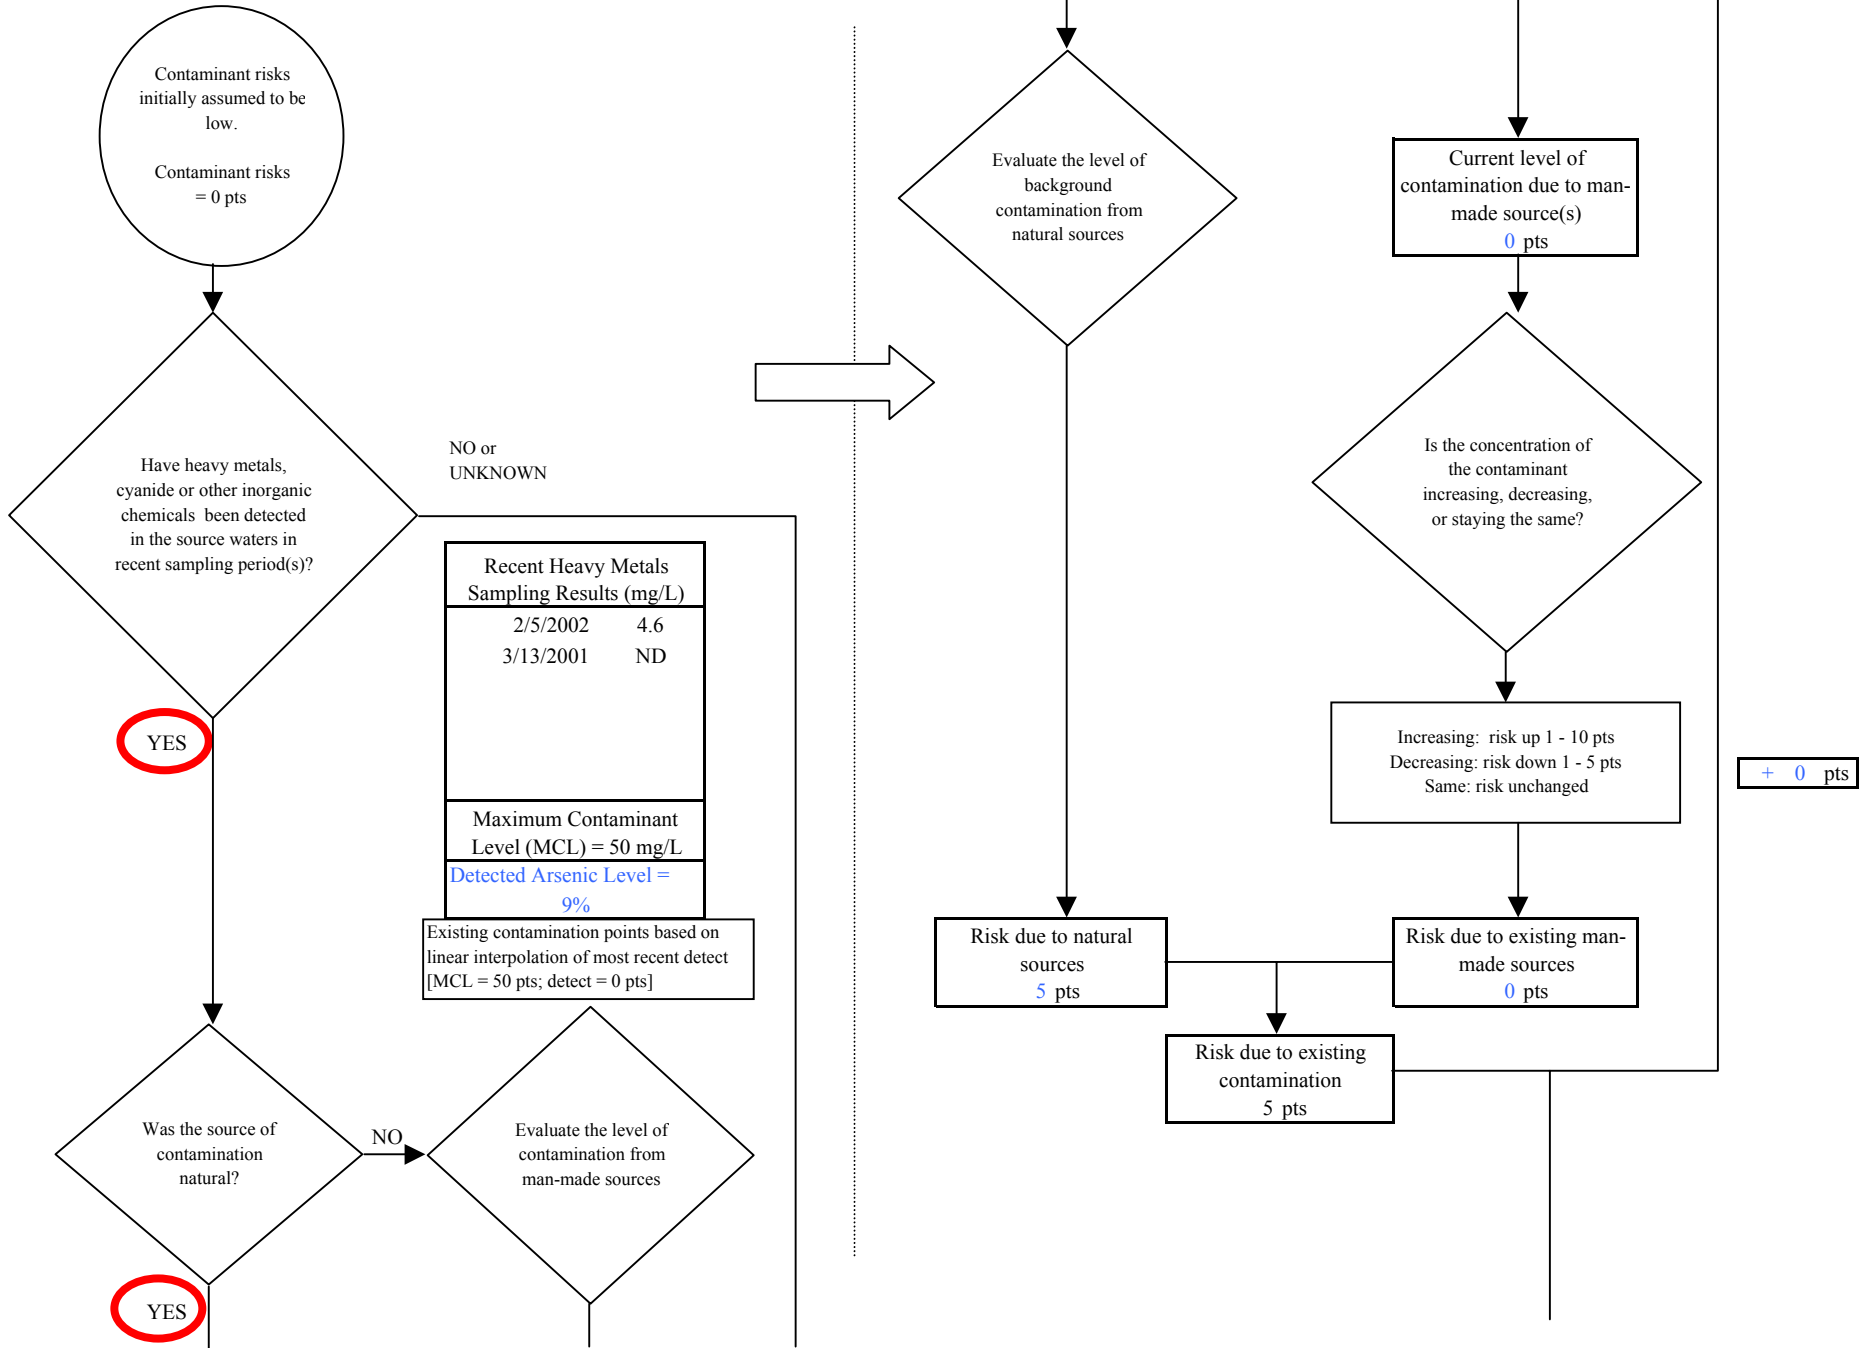 Contaminant risks
initially assumed to be
low.
Contaminant risks
= 0 pts
Have heavy metals,
cyanide or other inorganic
chemicals been detected
in the source waters in
recent sampling period(s)?
NO or
UNKNOWN
YES
Recent Heavy Metals
Sampling Results (mg/L)
2/5/2002 4.6
3/13/2001 ND
Maximum Contaminant
Level (MCL) = 50 mg/L
Detected Arsenic Level =
9%
Existing contamination points based on
linear interpolation of most recent detect
[MCL = 50 pts; detect = 0 pts]
Was the source of
contamination
natural?
NO
Evaluate the level of
contamination from
man-made sources
YES
Evaluate the level of
background
contamination from
natural sources
Current level of
contamination due to man-
made source(s)
0 pts
Is the concentration of
the contaminant
increasing, decreasing,
or staying the same?
Increasing: risk up 1 - 10 pts
Decreasing: risk down 1 - 5 pts
Same: risk unchanged
+ 0 pts
Risk due to natural
sources
5 pts
Risk due to existing man-
made sources
0 pts
Risk due to existing
contamination
5 pts